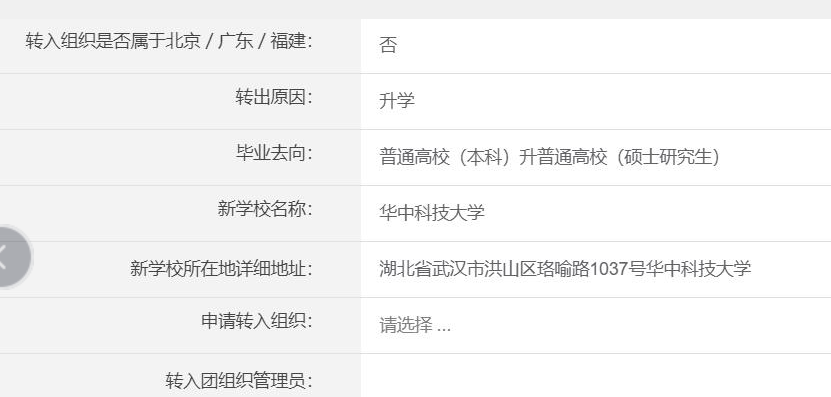 转入组织是否属于北京／广东／福建： 否
转出原因： 升学
毕业去向： 普通高校（本科）升普通高校（硕士研究生）
新学校名称： 华中科技大学
新学校所在地详细地址： 湖北省武汉市洪山区珞喻路1037号华中科技大学
申请转入组织： 请选择 ...
转入团组织管理员：